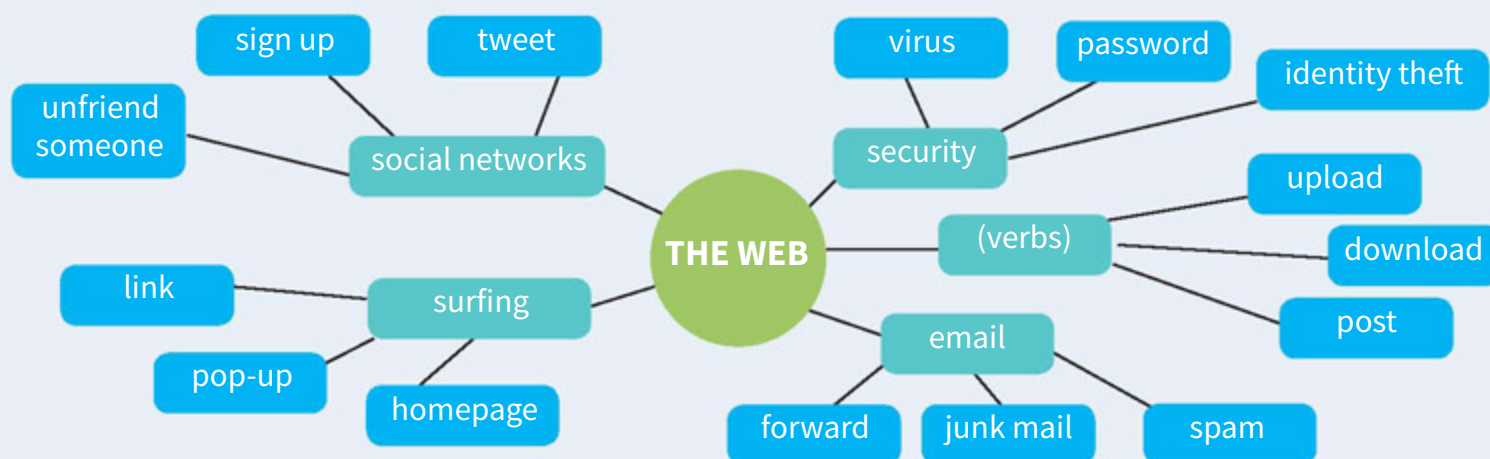 sign up
tweet
unfriend
someone
social networks
virus
password
identity theft
security
upload
(verbs)
download
post
THE WEB
link
surfing
pop-up
homepage
email
forward
junk mail
spam